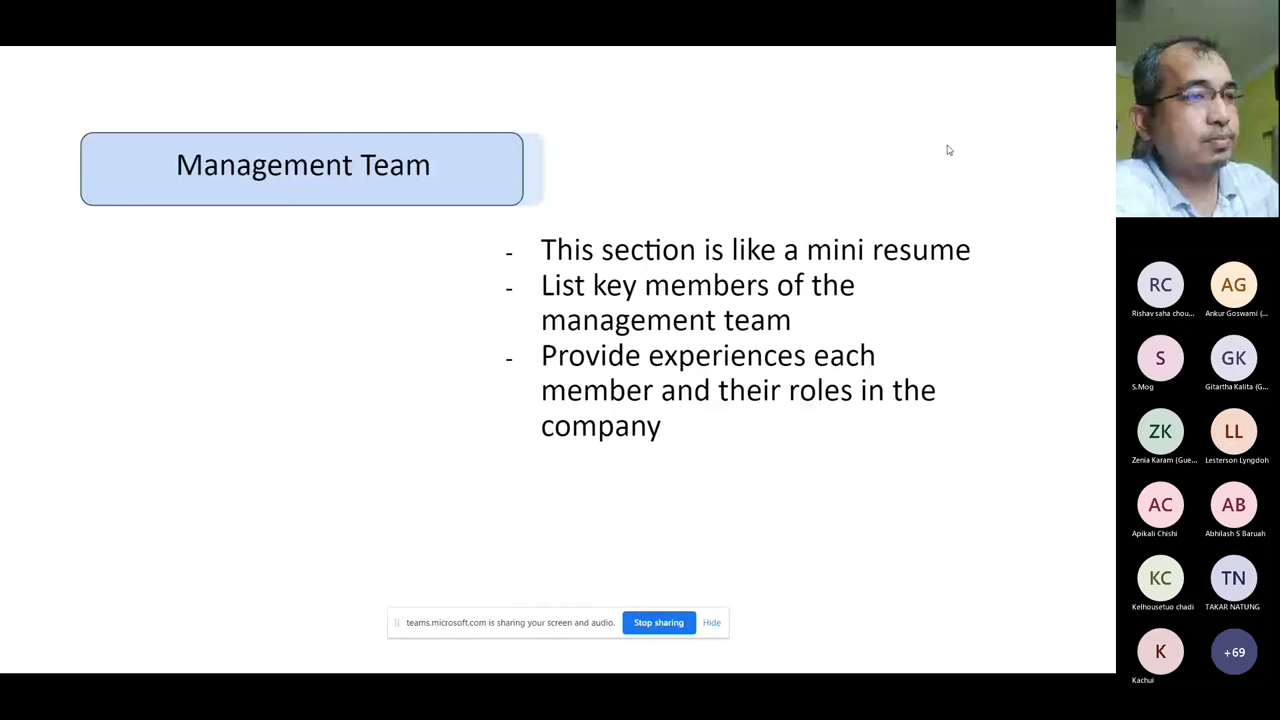 Management Team
- This section is like a mini resume
- List key members of the
management team
- Provide experiences each
member and their roles in the
company
teams.microsoft.com is sharing your screen and audio.
Stop sharing
Hide
RC
Rishav saha chou...
AG
Ankur Goswami (...
S
S.Mog
GK
Gitartha Kalita (G...
ZK
Zenia Karam (Gue...
LL
Lesterson Lyngdoh
AC
Apikali Chishi
AB
Abhilash S Baruah
KC
Kelhousetuo chadi
TN
TAKAR NATUNG
K
Kachui
+69